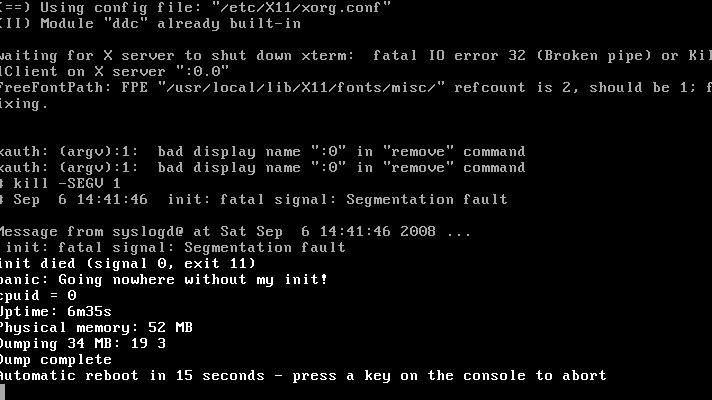 (==) Using config file: "/etc/X11/xorg.conf"
(II) Module "ddc" already built-in
waiting for X server to shut down xterm:  fatal IO error 32 (Broken pipe) or Kil
lClient on X server ":0.0"
FreeFontPath: FPE "/usr/local/lib/X11/fonts/misc/" refcount is 2, should be 1; f
ixing.
xauth: (argv):1:  bad display name ":0" in "remove" command
xauth: (argv):1:  bad display name ":0" in "remove" command
# kill -SEGV 1
# Sep  6 14:41:46  init: fatal signal: Segmentation fault
Message from syslogd@ at Sat Sep  6 14:41:46 2008 ...
 init: fatal signal: Segmentation fault
init died (signal 0, exit 11)
panic: Going nowhere without my init!
cpuid = 0
Uptime: 6m35s
Physical memory: 52 MB
Dumping 34 MB: 19 3
Dump complete
Automatic reboot in 15 seconds - press a key on the console to abort